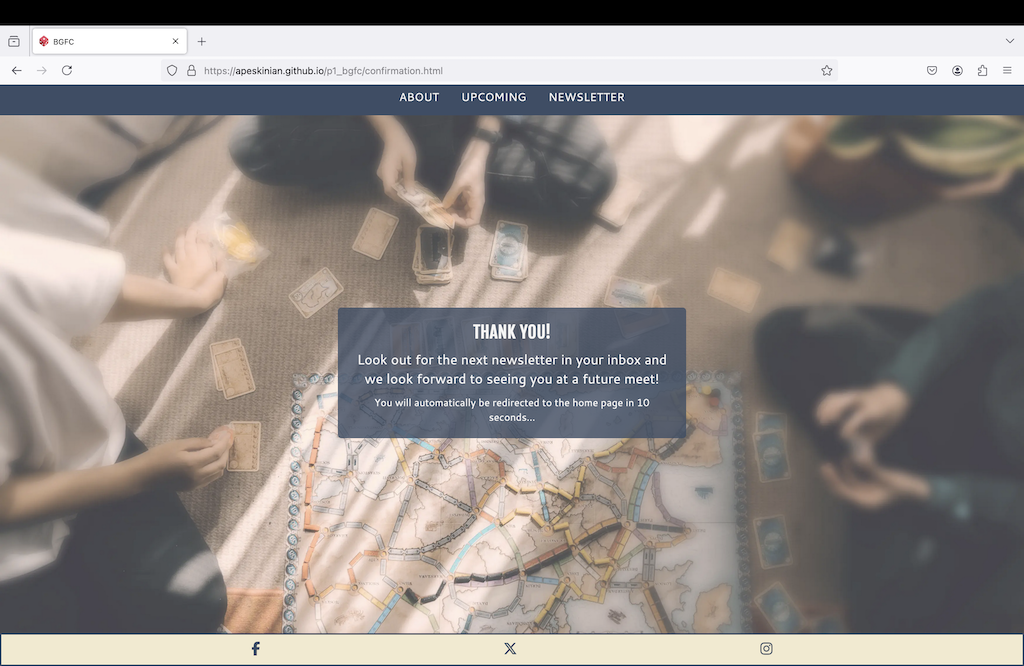 BGFC
https://apeskinian.github.io/p1_bgfc/confirmation.html
ABOUT UPCOMING NEWSLETTER
THANK YOU!
Look out for the next newsletter in your inbox and
we look forward to seeing you at a future meet!
You will automatically be redirected to the home page in 10
seconds...